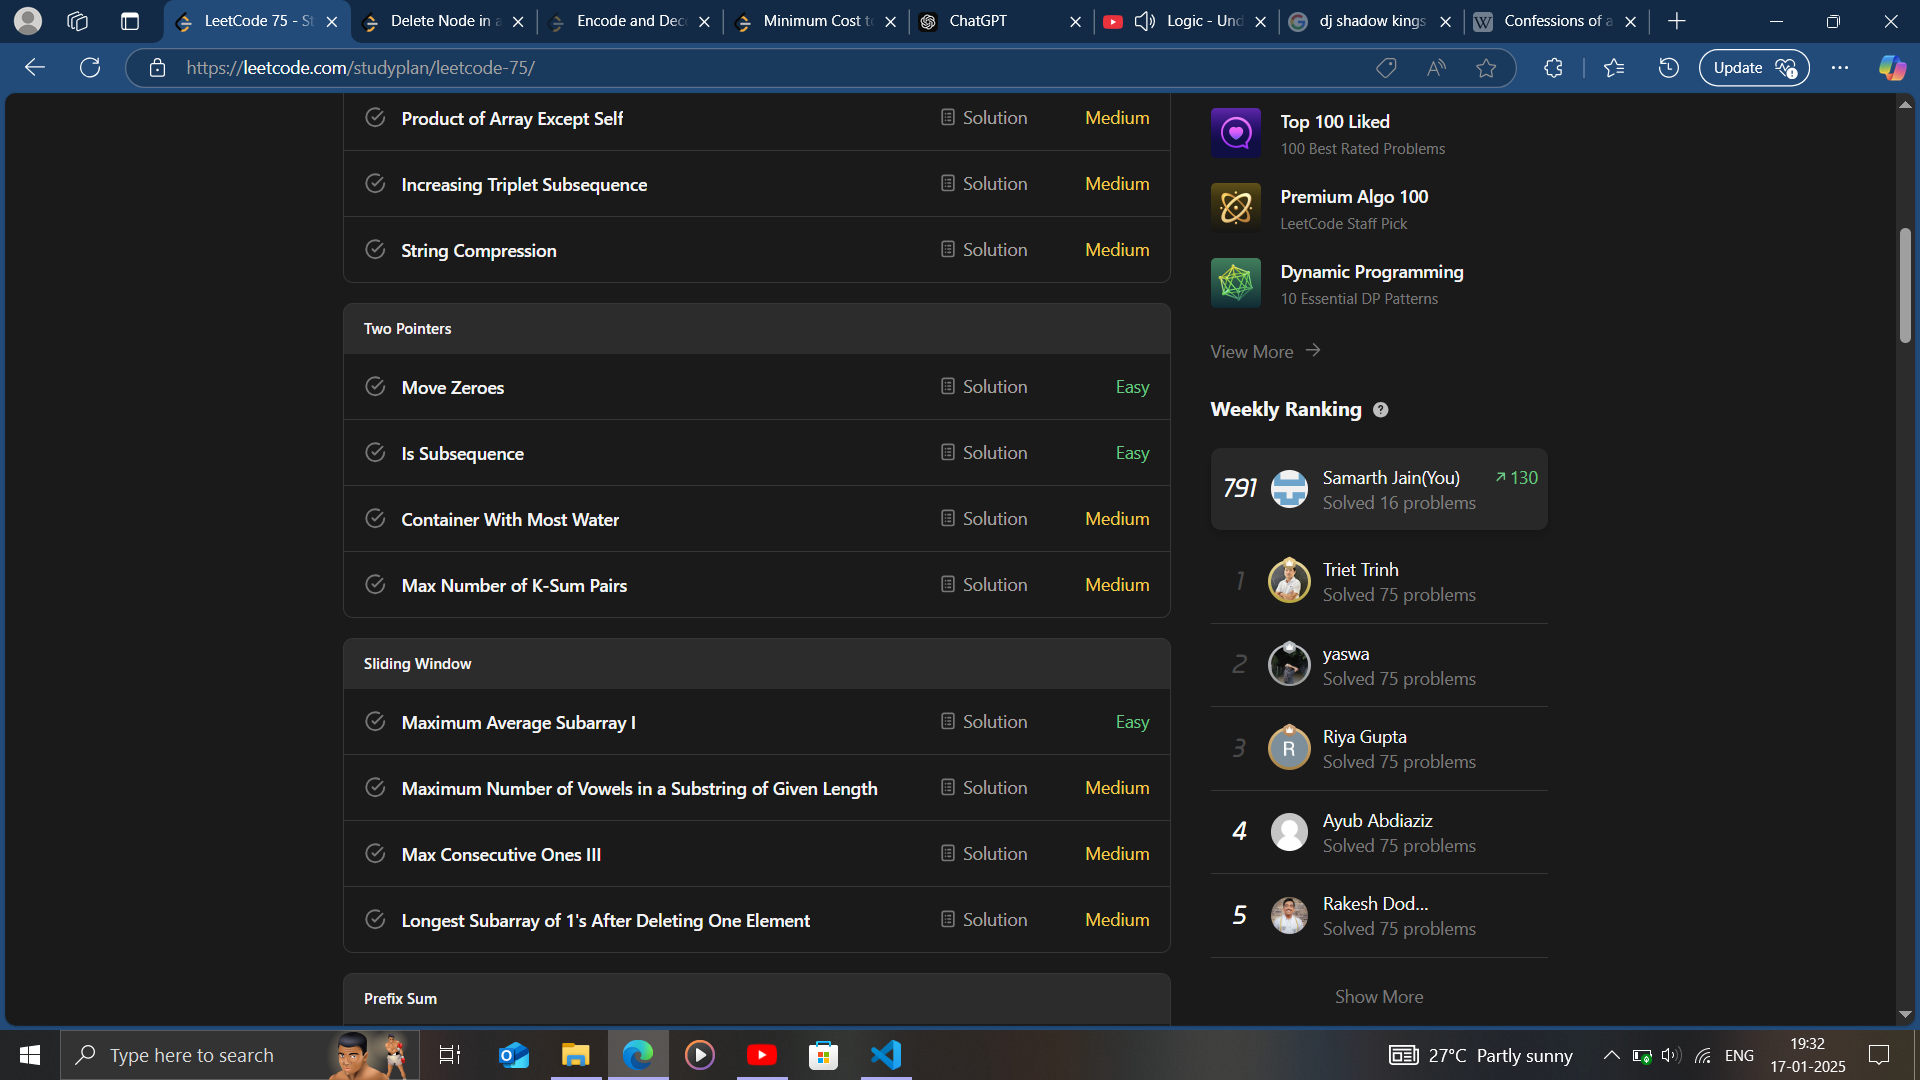 LeetCode 75 - St
Delete Node in a
Encode and Deco
Minimum Cost to
ChatGPT
Logic - Und
dj shadow kings
Confessions of a
https://leetcode.com/studyplan/leetcode-75/
Update
Product of Array Except Self Solution Medium
Increasing Triplet Subsequence Solution Medium
String Compression Solution Medium
Two Pointers
Move Zeroes Solution Easy
Is Subsequence Solution Easy
Container With Most Water Solution Medium
Max Number of K-Sum Pairs Solution Medium
Sliding Window
Maximum Average Subarray I Solution Easy
Maximum Number of Vowels in a Substring of Given Length Solution Medium
Max Consecutive Ones III Solution Medium
Longest Subarray of 1's After Deleting One Element Solution Medium
Prefix Sum
Top 100 Liked
100 Best Rated Problems
Premium Algo 100
LeetCode Staff Pick
Dynamic Programming
10 Essential DP Patterns
View More
Weekly Ranking ?
791 Samarth Jain(You) 130
Solved 16 problems
1 Triet Trinh
Solved 75 problems
2 yaswa
Solved 75 problems
3 R Riya Gupta
Solved 75 problems
4 Ayub Abdiaziz
Solved 75 problems
5 Rakesh Dod...
Solved 75 problems
Show More
Type here to search
27°C Partly sunny
ENG
19:32
17-01-2025